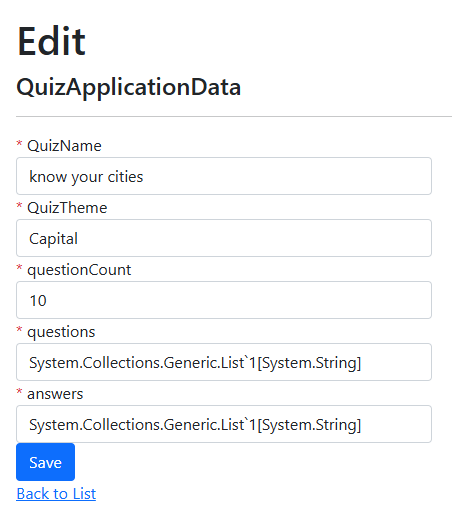 Edit
QuizApplicationData
* QuizName
know your cities
* QuizTheme
Capital
* questionCount
10
* questions
System.Collections.Generic.List`1[System.String]
* answers
System.Collections.Generic.List`1[System.String]
Save
Back to List